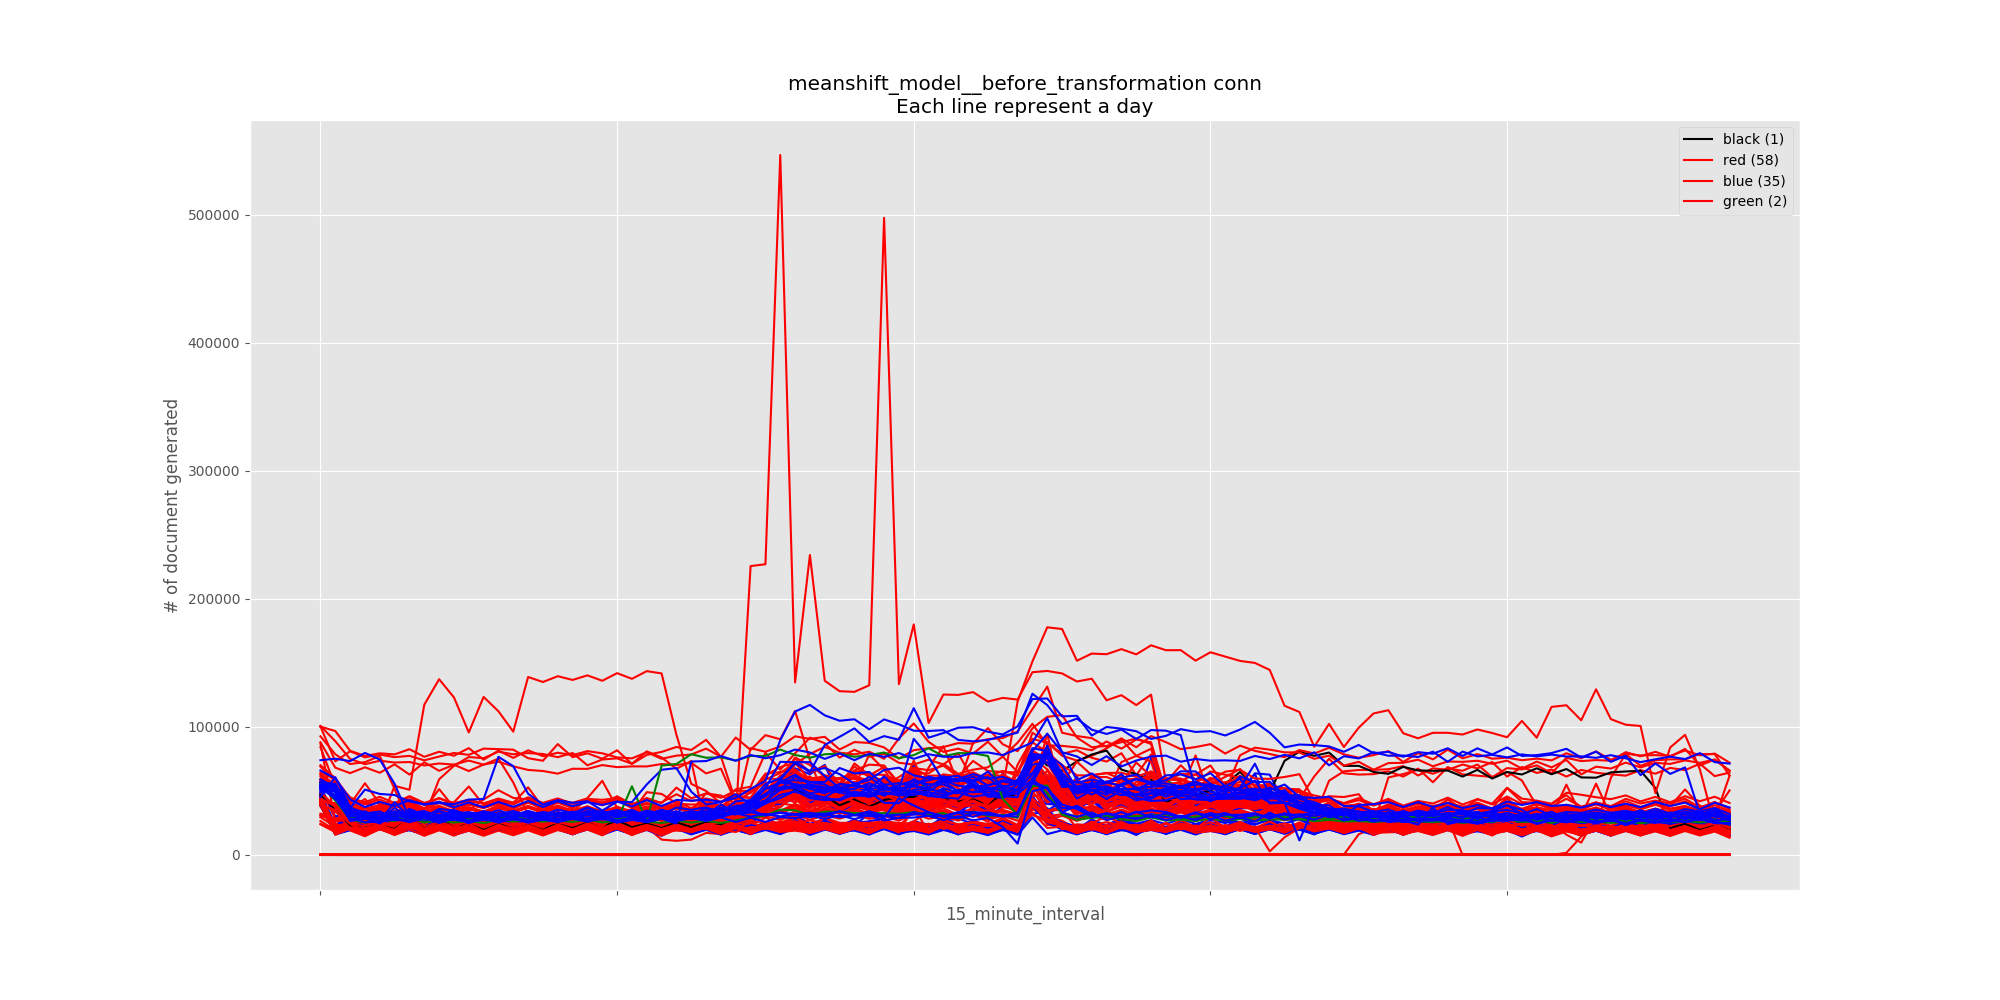 meanshift_model__before_transformation conn
Each line represent a day
black (1)
red (58)
blue (35)
green (2)
500000
400000
300000
200000
100000
0
# of document generated
15_minute_interval